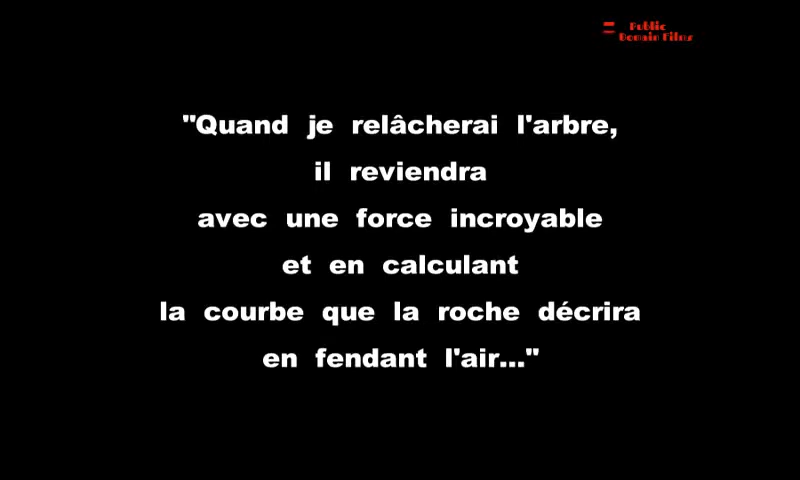 Public
Domain Films
"Quand je relâcherai l'arbre,
il reviendra
avec une force incroyable
et en calculant
la courbe que la roche décrira
en fendant l'air..."